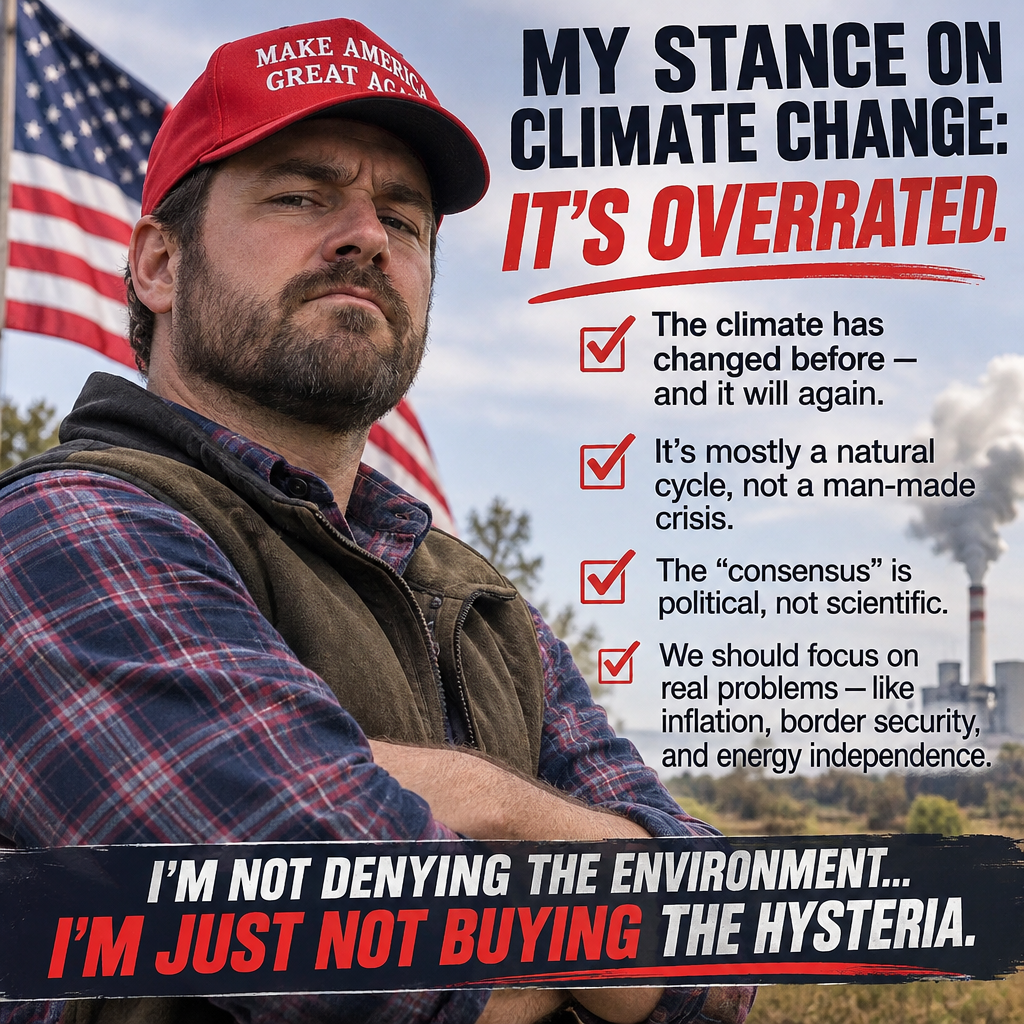 MAKE AMERICA
GREAT AGAIN
MY STANCE ON
CLIMATE CHANGE:
IT'S OVERRATED.
The climate has
changed before —
and it will again.
It's mostly a natural
cycle, not a man-made
crisis.
The “consensus” is
political, not scientific.
We should focus on
real problems – like
inflation, border security,
and energy independence.
I'M NOT DENYING THE ENVIRONMENT...
I'M JUST NOT BUYING THE HYSTERIA.